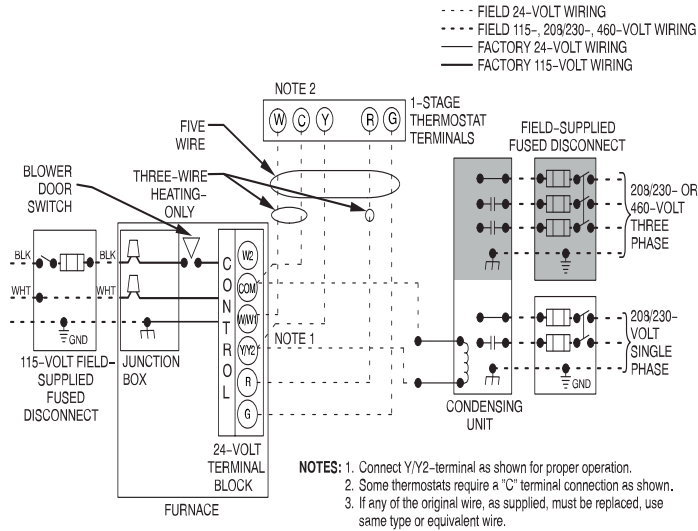 FIELD 24-VOLT WIRING
FIELD 115-, 208/230-, 460-VOLT WIRING
FACTORY 24-VOLT WIRING
FACTORY 115-VOLT WIRING
NOTE 2
W C Y R G
1-STAGE
THERMOSTAT
TERMINALS
FIVE
WIRE
THREE-WIRE
HEATING-
ONLY
BLOWER
DOOR
SWITCH
FIELD-SUPPLIED
FUSED DISCONNECT
208/230- OR
460-VOLT
THREE
PHASE
BLK
BLK
WHT
WHT
GND
CONTROL
W2
COM
W/W1
Y/Y2
R
G
NOTE 1
115-VOLT FIELD-
SUPPLIED
FUSED
DISCONNECT
JUNCTION
BOX
24-VOLT
TERMINAL
BLOCK
FURNACE
208/230-
VOLT
SINGLE
PHASE
GND
CONDENSING
UNIT
NOTES: 1. Connect Y/Y2-terminal as shown for proper operation.
2. Some thermostats require a "C" terminal connection as shown.
3. If any of the original wire, as supplied, must be replaced, use
same type or equivalent wire.